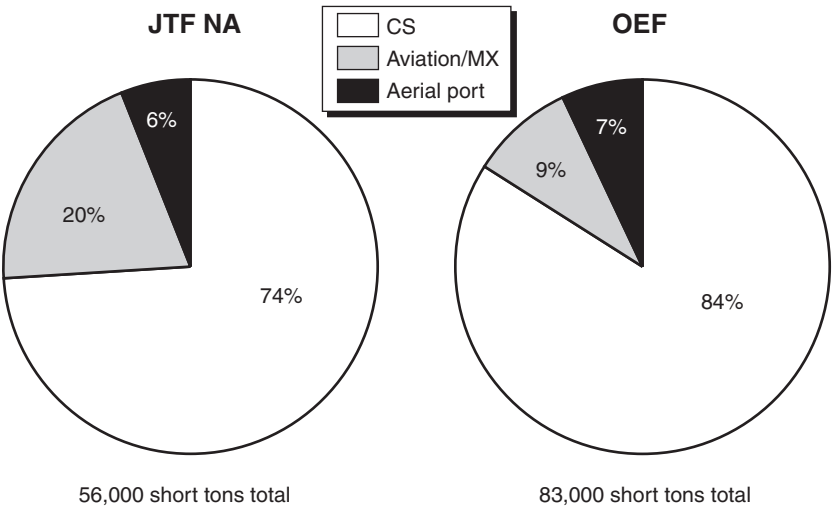 JTF NA
CS
Aviation/MX
Aerial port
OEF
6%
20%
74%
7%
9%
84%
56,000 short tons total
83,000 short tons total